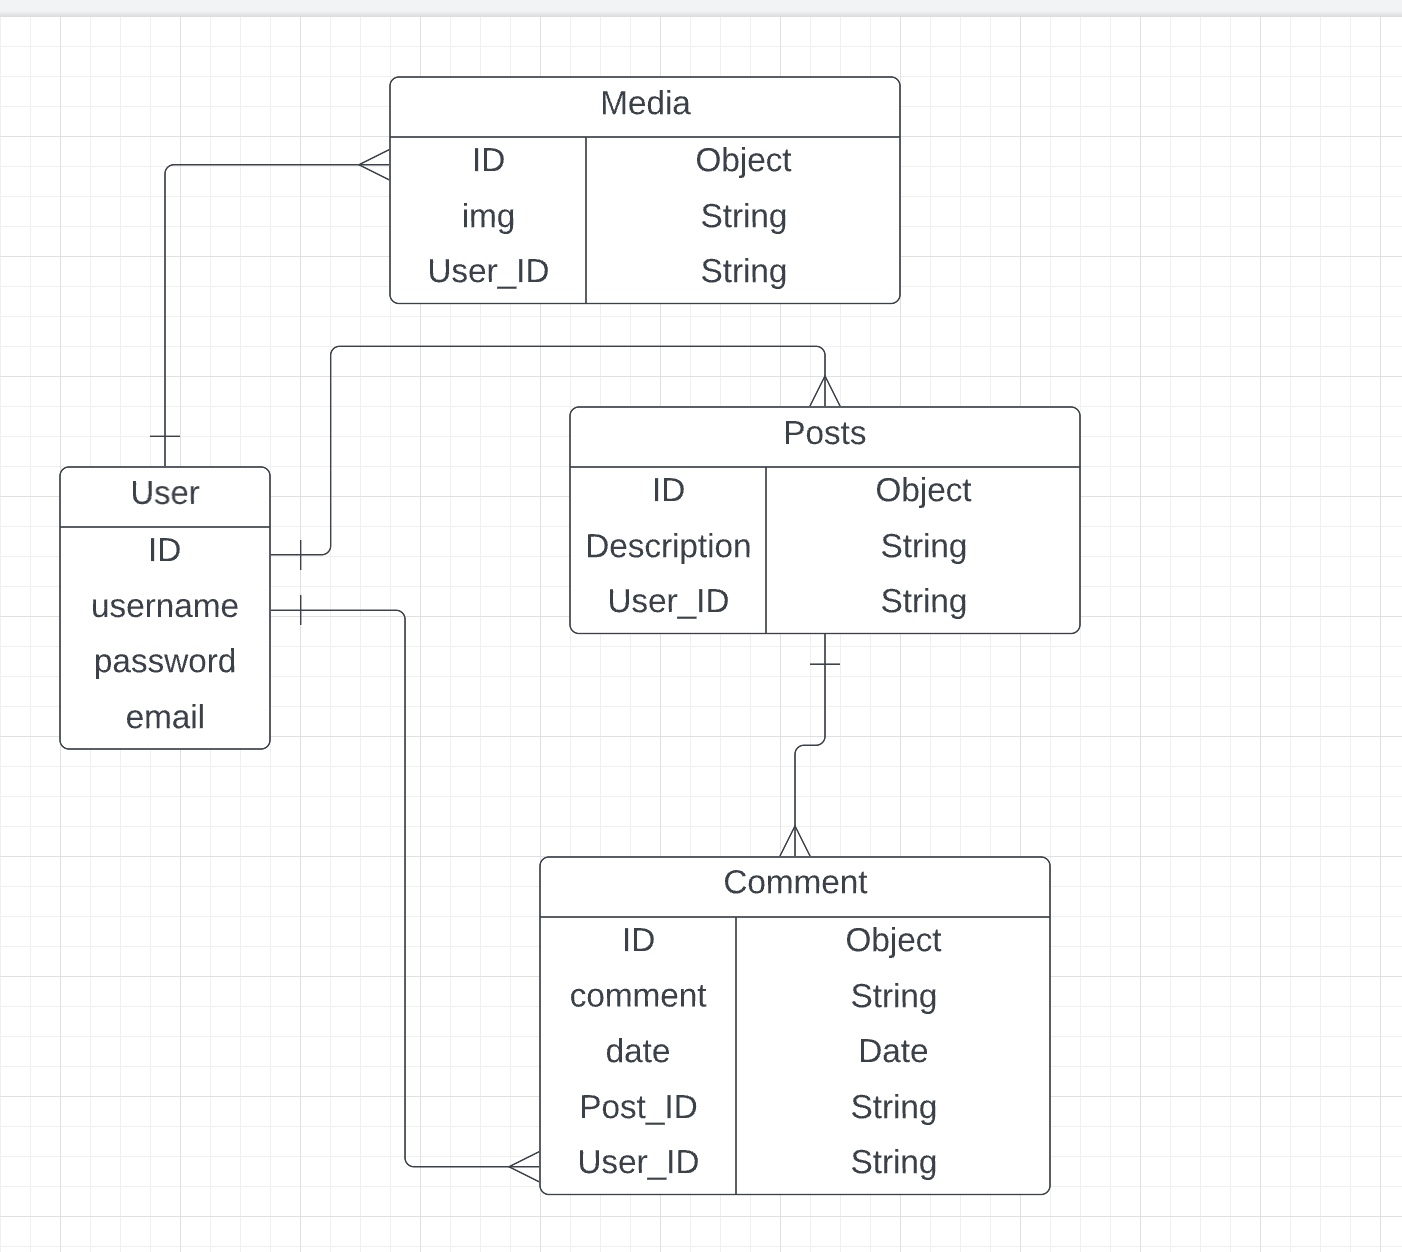 Media
ID Object
img String
User_ID String
Posts
ID Object
Description String
User_ID String
User
ID
username
password
email
Comment
ID Object
comment String
date Date
Post_ID String
User_ID String